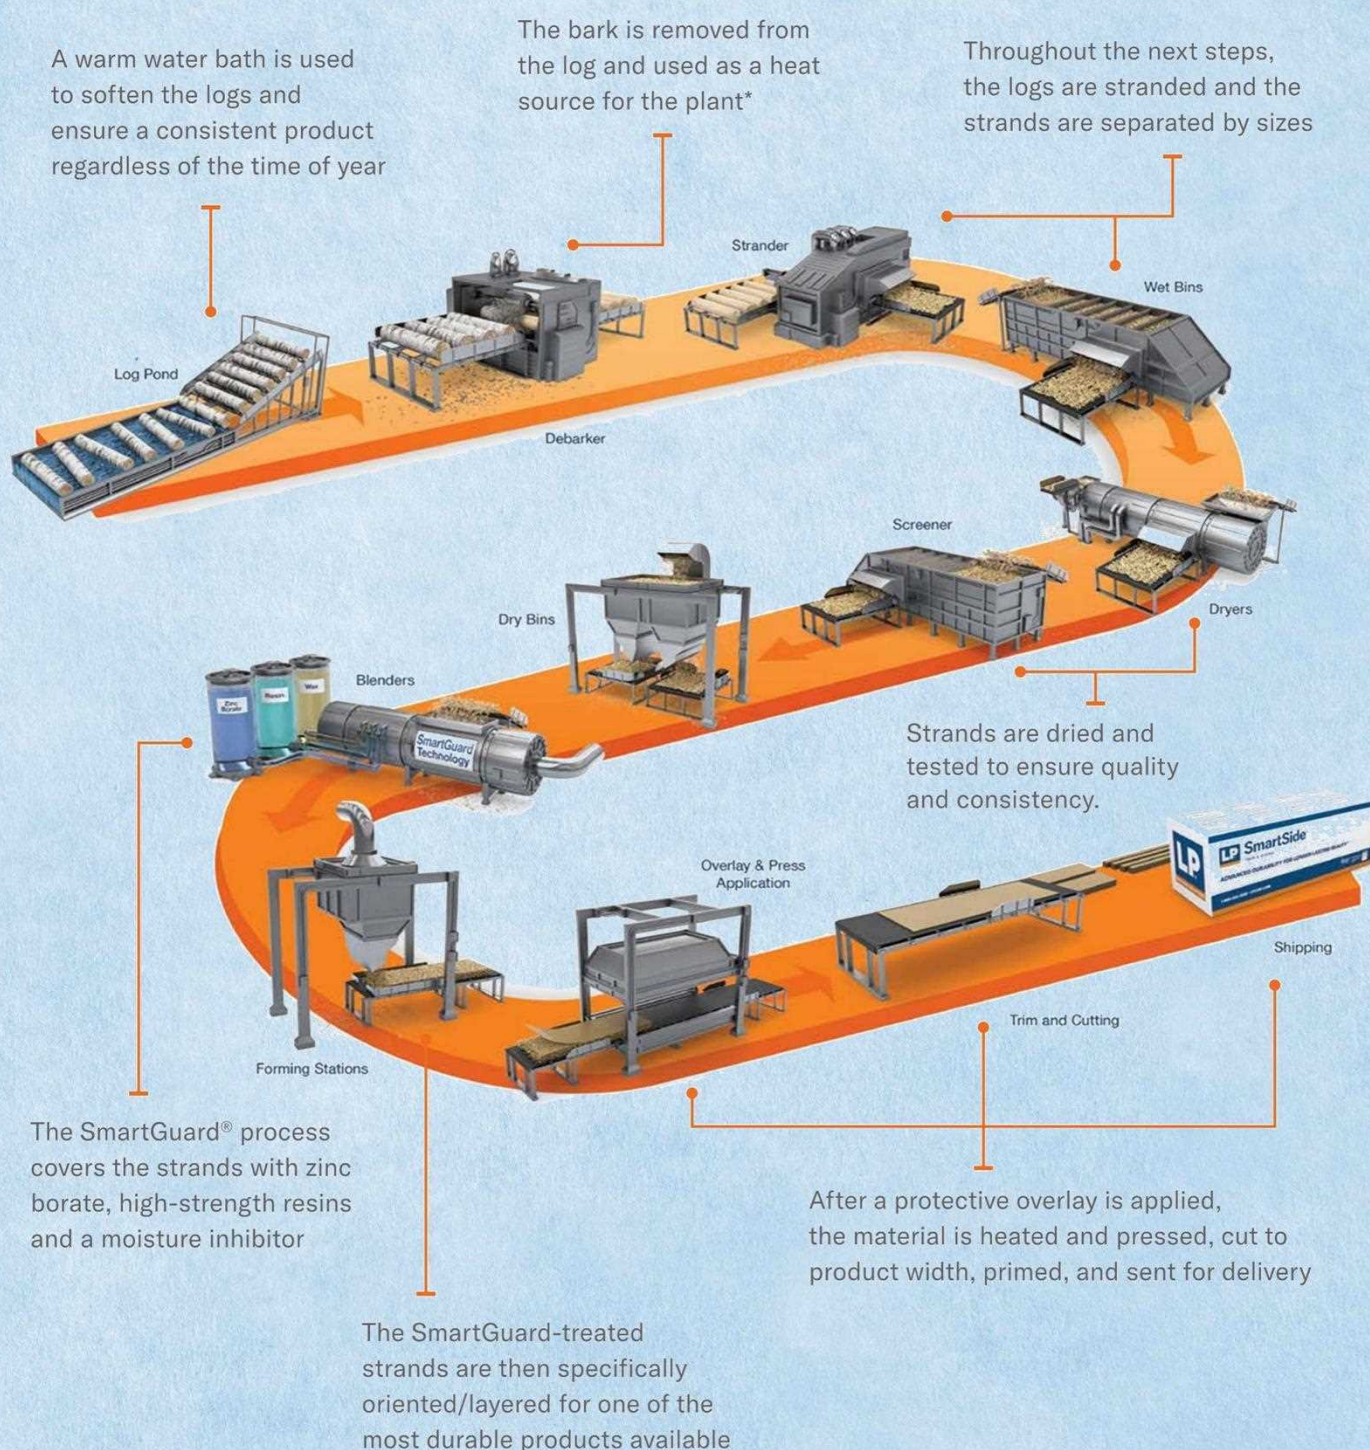 A warm water bath is used
to soften the logs and
ensure a consistent product
regardless of the time of year
The bark is removed from
the log and used as a heat
source for the plant*
Throughout the next steps,
the logs are stranded and the
strands are separated by sizes
Log Pond
Debarker
Strander
Wet Bins
Dryers
Screener
Dry Bins
Strands are dried and
tested to ensure quality
and consistency.
Blenders
Zinc
Borate
Resin
Wax
SmartGuard
Technology
Forming Stations
Overlay & Press
Application
Trim and Cutting
LP
LP SmartSide
ADVANCED DURABILITY FOR LONGER LASTING BEAUTY
Shipping
The SmartGuard® process
covers the strands with zinc
borate, high-strength resins
and a moisture inhibitor
The SmartGuard-treated
strands are then specifically
oriented/layered for one of the
most durable products available
After a protective overlay is applied,
the material is heated and pressed, cut to
product width, primed, and sent for delivery